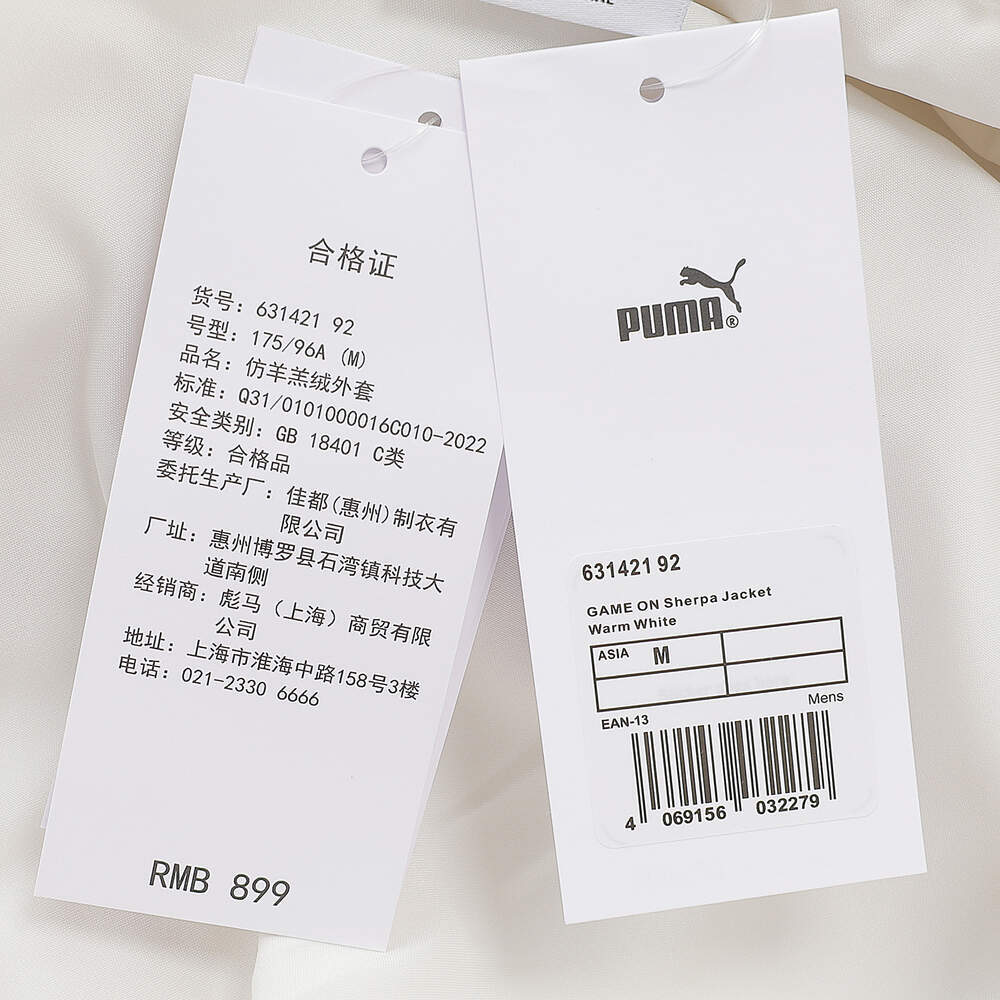 合格证
货号：631421 92
号型：175/96A (M)
品名：仿羊羔绒外套
标准：Q31/0101000016C010-2022
安全类别：GB 18401 C类
等级：合格品
委托生产厂：佳都(惠州)制衣有
限公司
厂址：惠州博罗县石湾镇科技大
道南侧
经销商：彪马（上海）商贸有限
公司
地址：上海市淮海中路158号3楼
电话：021-2330 6666
RMB 899
PUMA®
631421 92
GAME ON Sherpa Jacket
Warm White
ASIA M
Mens
EAN-13
4 069156 032279